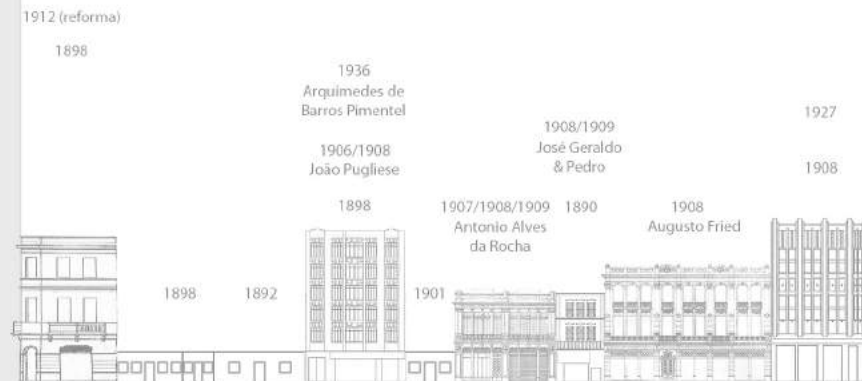 1912 (reforma)
1898
1898
1892
1936
Arquimedes de
Barros Pimentel
1906/1908
João Pugliese
1898
1901
1907/1908/1909
Antonio Alves
da Rocha
1908/1909
José Geraldo
& Pedro
1890
1908
Augusto Fried
1927
1908